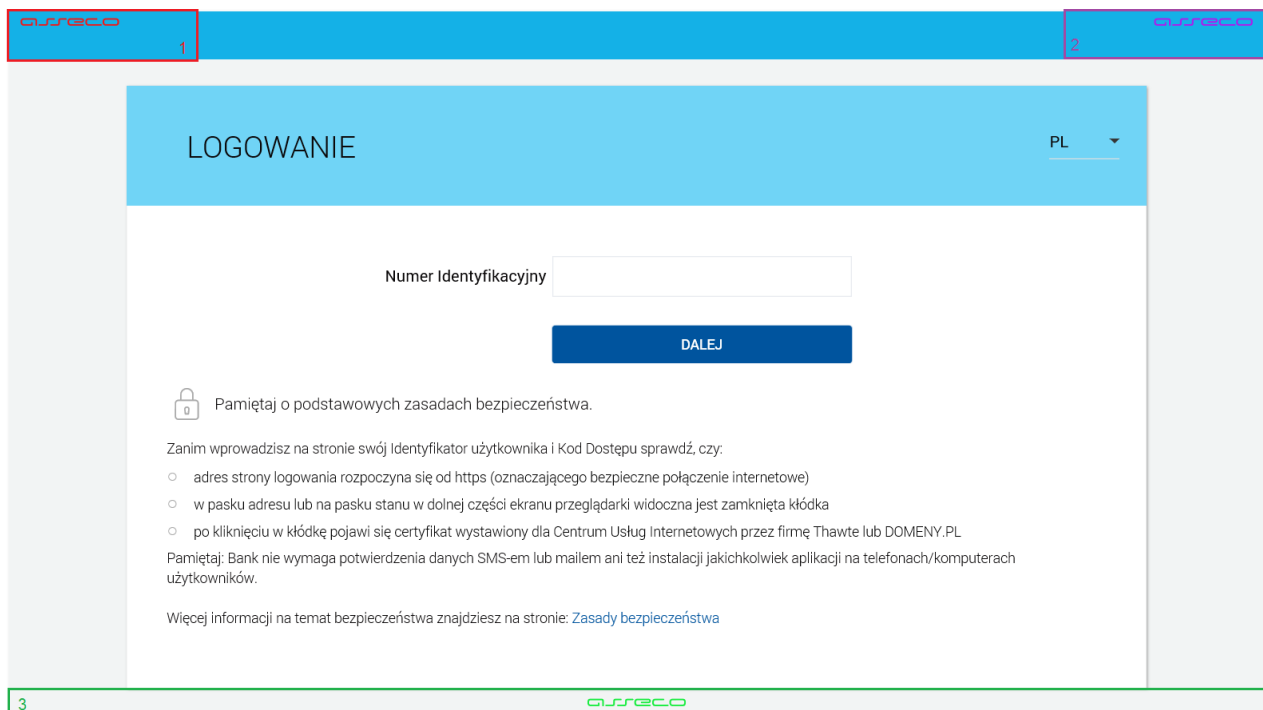 asseco
1
asseco
2
LOGOWANIE
PL
Numer Identyfikacyjny
DALEJ
Pamiętaj o podstawowych zasadach bezpieczeństwa.
Zanim wprowadzisz na stronie swój Identyfikator użytkownika i Kod Dostępu sprawdź, czy:
adres strony logowania rozpoczyna się od https (oznaczającego bezpieczne połączenie internetowe)
w pasku adresu lub na pasku stanu w dolnej części ekranu przeglądarki widoczna jest zamknięta kłódka
po kliknięciu w kłódkę pojawi się certyfikat wystawiony dla Centrum Usług Internetowych przez firmę Thawte lub DOMENY.PL
Pamiętaj: Bank nie wymaga potwierdzenia danych SMS-em lub mailem ani też instalacji jakichkolwiek aplikacji na telefonach/komputerach
użytkowników.
Więcej informacji na temat bezpieczeństwa znajdziesz na stronie: Zasady bezpieczeństwa
3
asseco